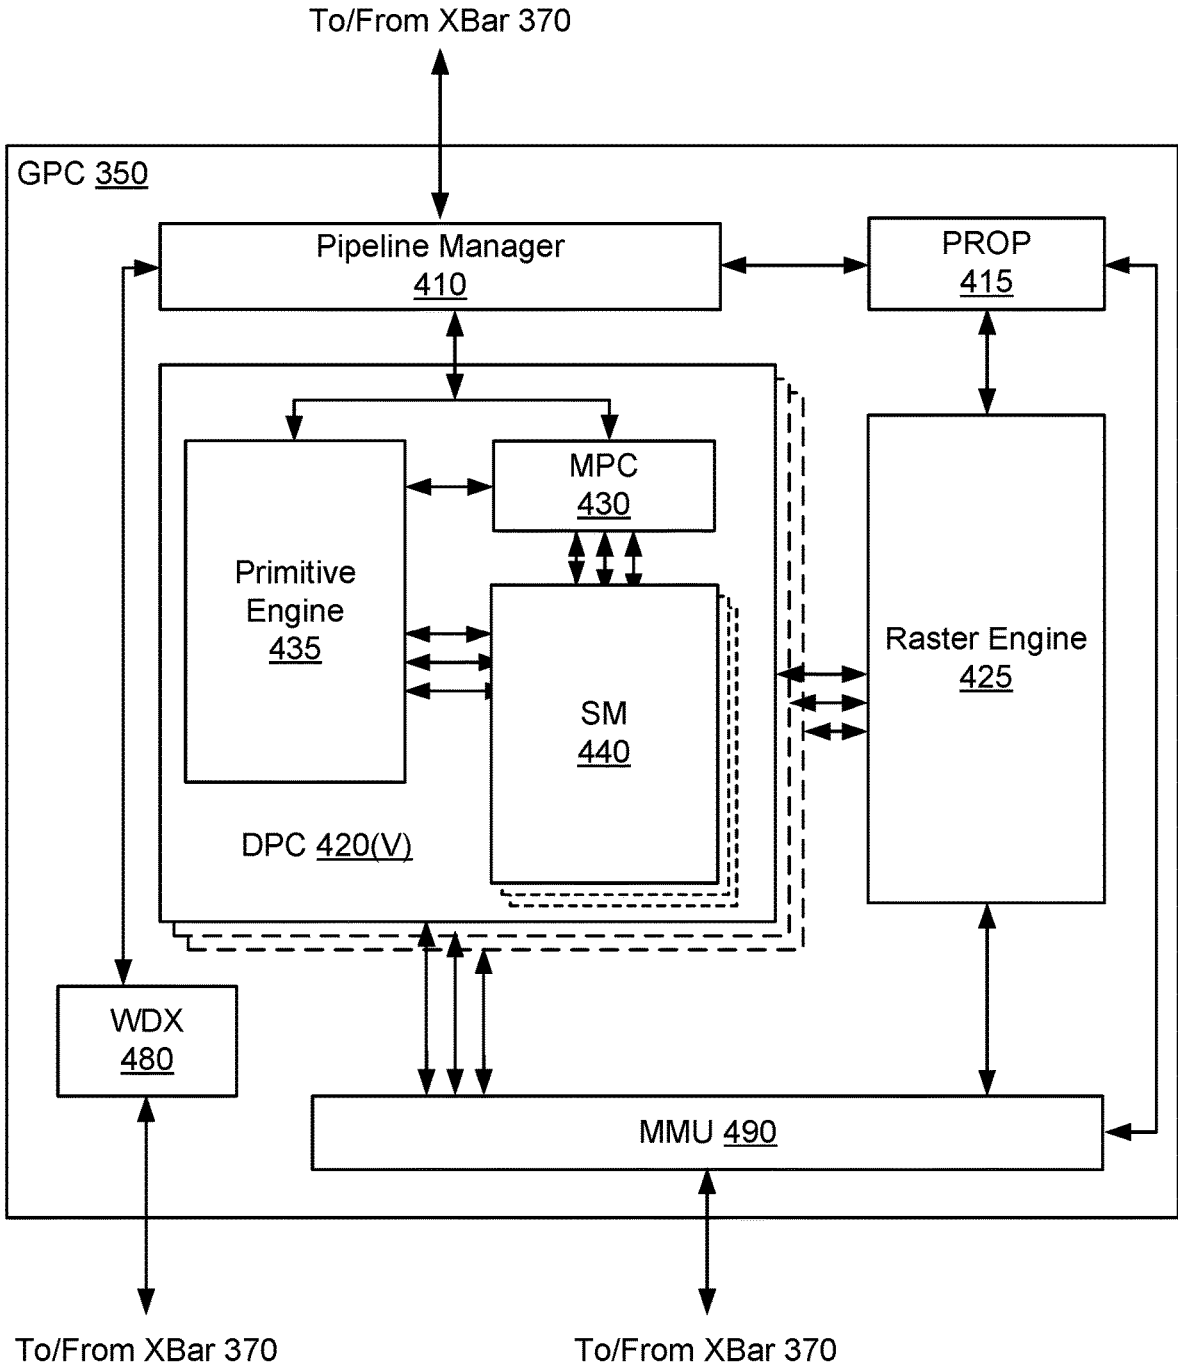 To/From XBar 370
GPC 350
Pipeline Manager
410
PROP
415
MPC
430
Primitive
Engine
435
Raster Engine
425
SM
440
DPC 420(V)
WDX
480
MMU 490
To/From XBar 370
To/From XBar 370